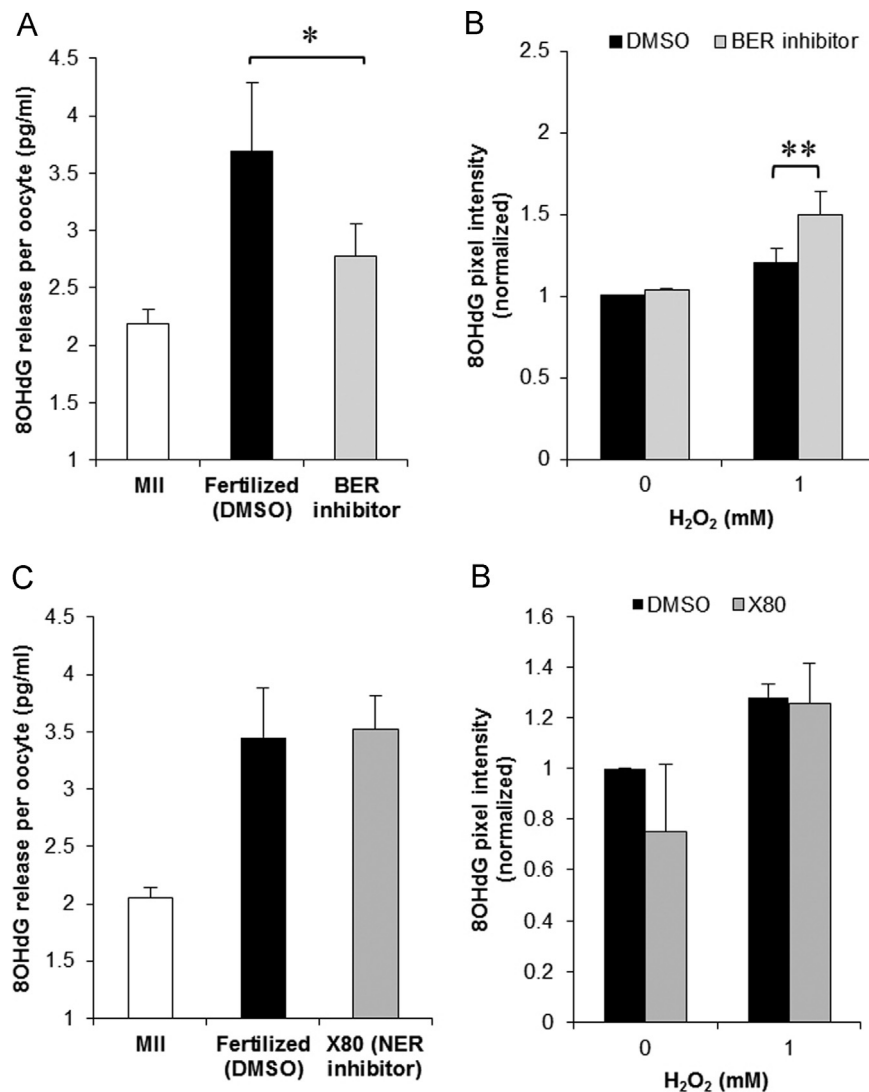 A
8OHdG release per oocyte (pg/ml)
4.5
4
3.5
3
2.5
2
1.5
1
*
MII
Fertilized
(DMSO)
BER
inhibitor
B
8OHdG pixel intensity
(normalized)
2.5
2
1.5
1
0.5
0
DMSO
BER inhibitor
**
0
1
H₂O₂ (mM)
C
8OHdG release per oocyte (pg/ml)
4.5
4
3.5
3
2.5
2
1.5
1
MII
Fertilized
(DMSO)
X80 (NER
inhibitor)
B
8OHdG pixel intensity
(normalized)
1.6
1.4
1.2
1
0.8
0.6
0.4
0.2
0
DMSO
X80
0
1
H₂O₂ (mM)